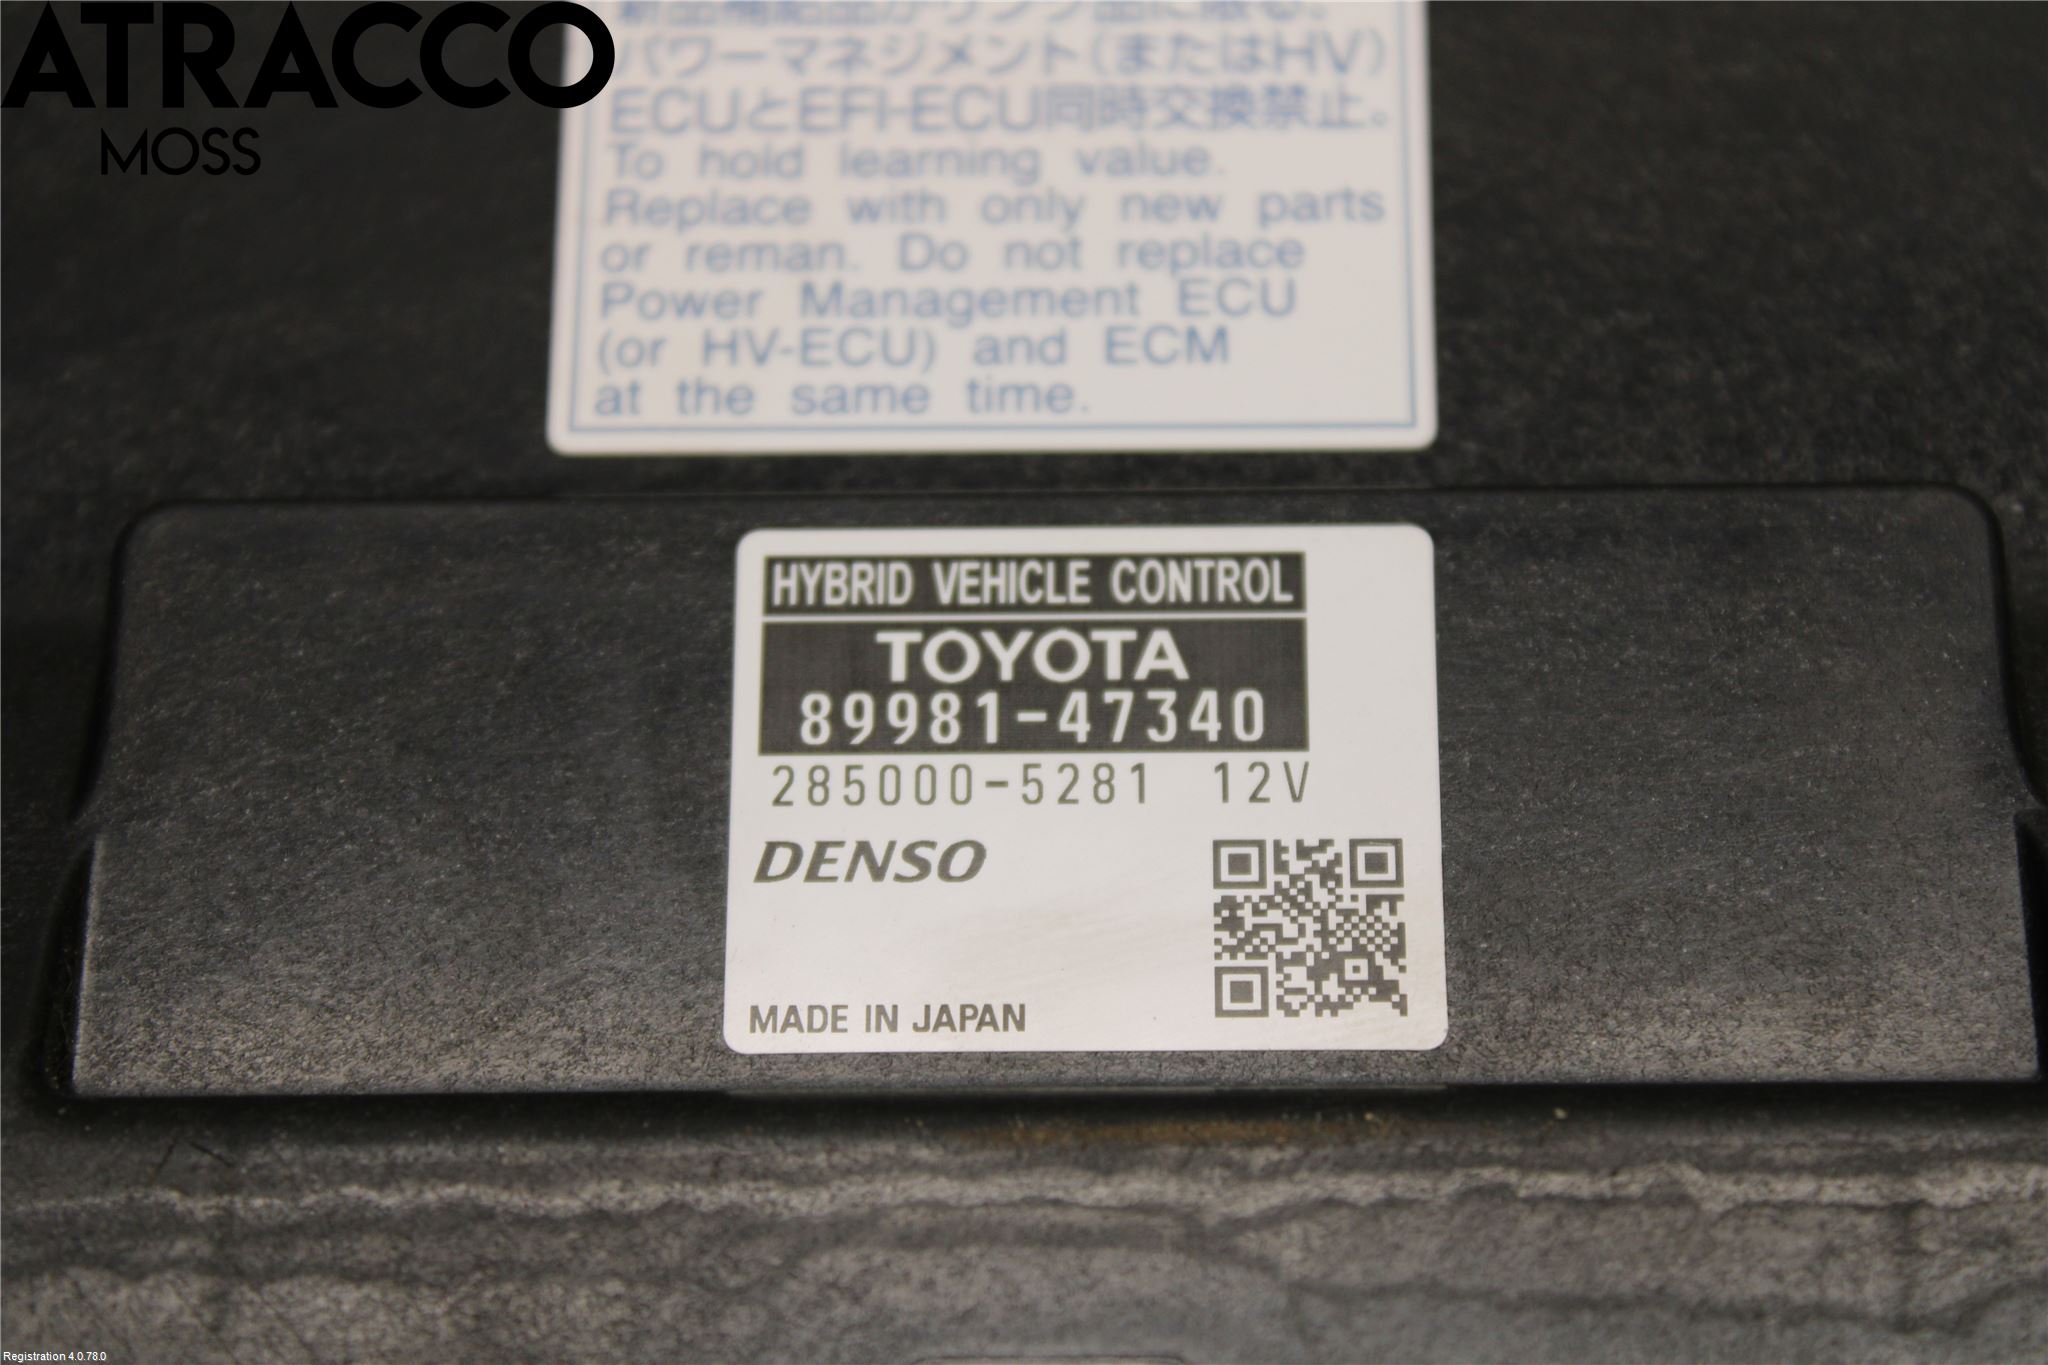 ATRACCO
MOSS
パワーマネジメント(またはHV)
ECUとEFI-ECU同時交換禁止。
To hold learning value.
Replace with only new parts
or reman. Do not replace
Power Management ECU
(or HV-ECU) and ECM
at the same time.
HYBRID VEHICLE CONTROL
TOYOTA
89981-47340
285000-5281 12V
DENSO
MADE IN JAPAN
Registration 4.0.78.0